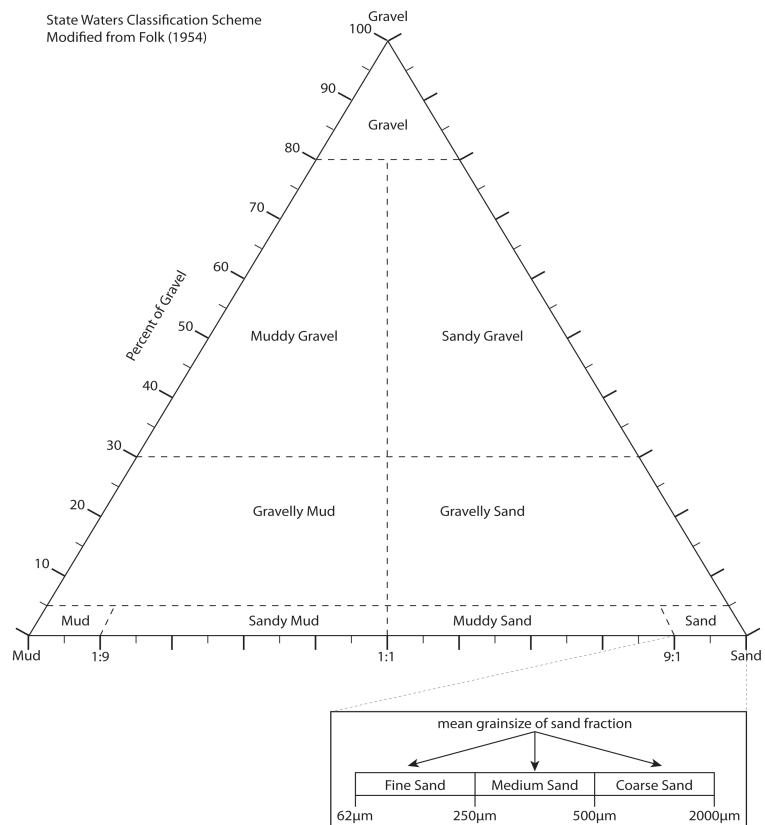 State Waters Classification Scheme
Modified from Folk (1954)
Gravel
100
90
Gravel
80
70
60
Percent of Gravel
50
Muddy Gravel
Sandy Gravel
40
30
20
Gravelly Mud
Gravelly Sand
10
Mud
Sandy Mud
Muddy Sand
Sand
Mud
1:9
1:1
9:1
Sand
mean grainsize of sand fraction
Fine Sand
Medium Sand
Coarse Sand
62µm
250µm
500µm
2000µm